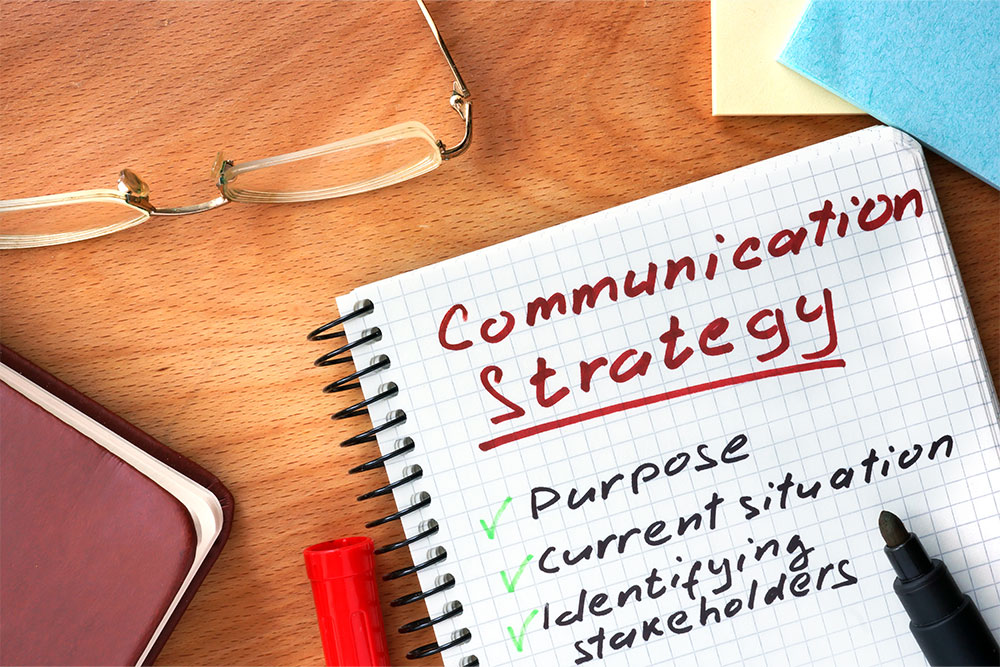 Communication
Strategy
Purpose
Current situation
Identifying
stakeholders